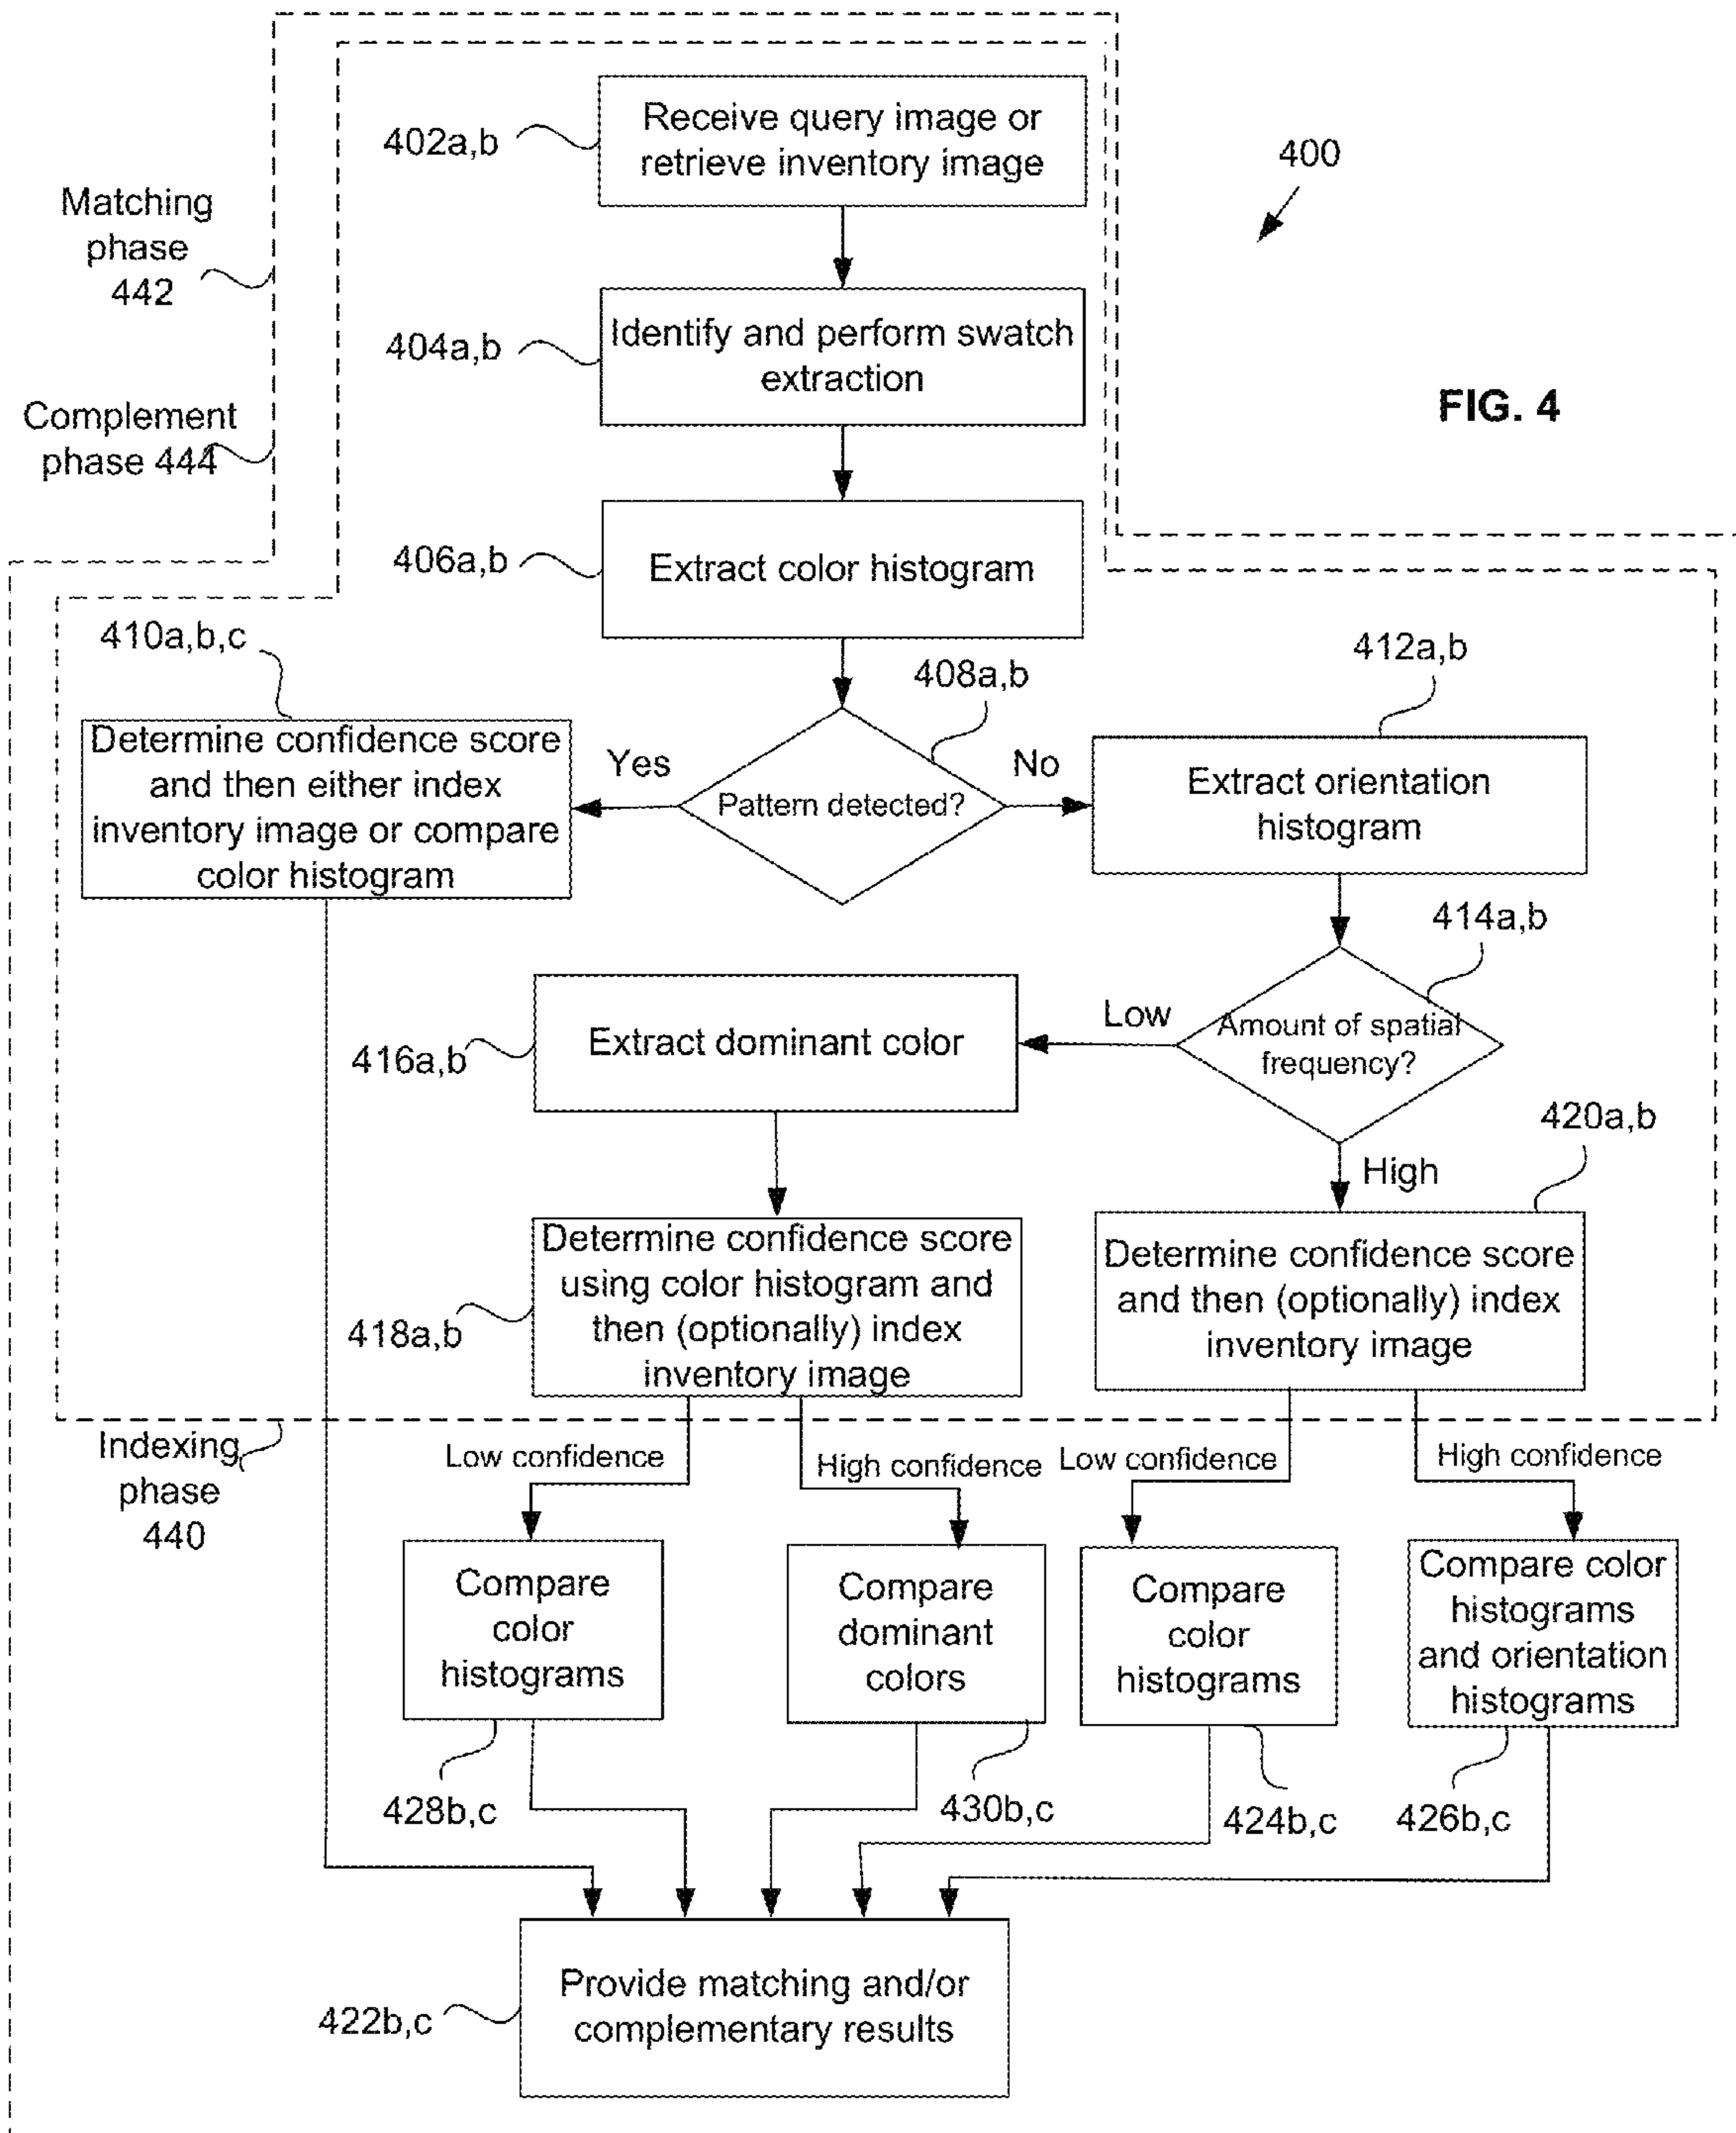 Receive query image or
retrieve inventory image
402a,b
400
Matching
phase
442
Identify and perform swatch
extraction
404a,b
FIG. 4
Complement
phase 444
Extract color histogram
406a,b
410a,b,c
408a,b
412a,b
Determine confidence score
and then either index
inventory image or compare
color histogram
Yes
Pattern detected?
No
Extract orientation
histogram
414a,b
Extract dominant color
416a,b
Low
Amount of spatial
frequency?
420a,b
High
Determine confidence score
using color histogram and
then (optionally) index
inventory image
418a,b
Determine confidence score
and then (optionally) index
inventory image
Indexing
phase
440
Low confidence
High confidence
Low confidence
High confidence
Compare
color
histograms
Compare
dominant
colors
Compare
color
histograms
Compare color
histograms
and orientation
histograms
428b,c
430b,c
424b,c
426b,c
Provide matching and/or
complementary results
422b,c